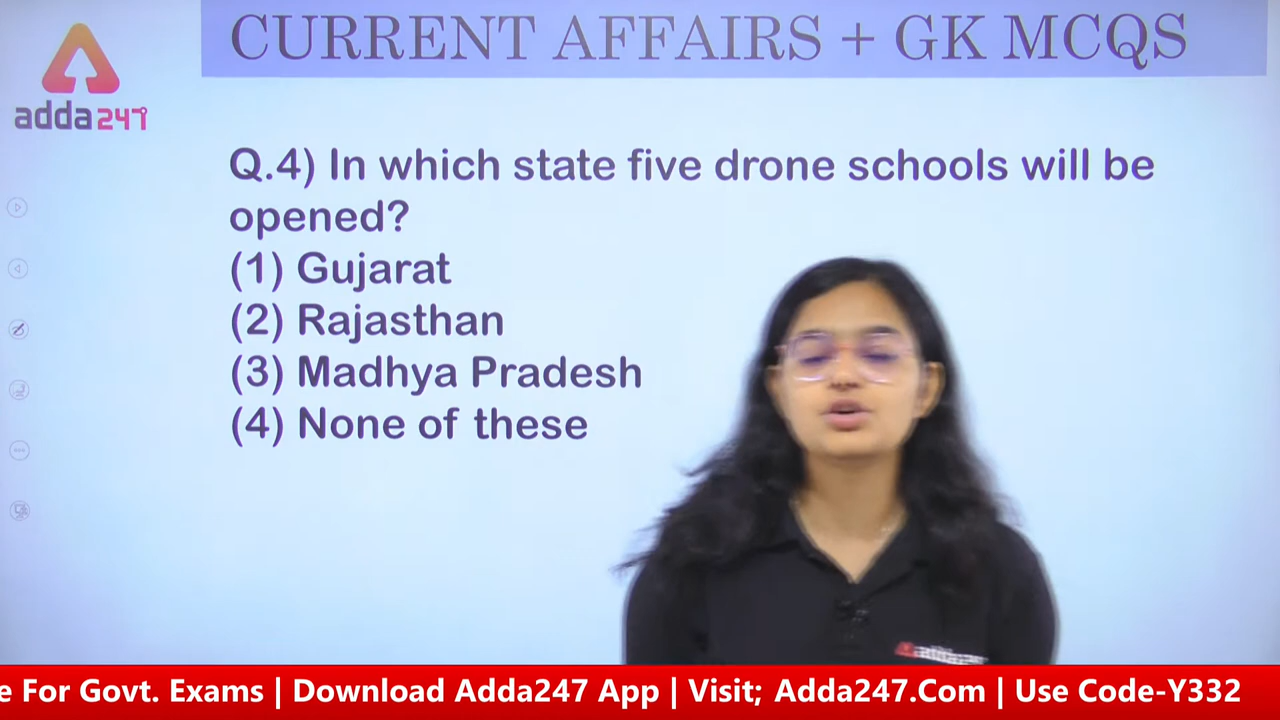 CURRENT AFFAIRS + GK MCQS
adda247
Q.4) In which state five drone schools will be
opened?
(1) Gujarat
(2) Rajasthan
(3) Madhya Pradesh
(4) None of these
e For Govt. Exams | Download Adda247 App | Visit; Adda247.Com | Use Code-Y332